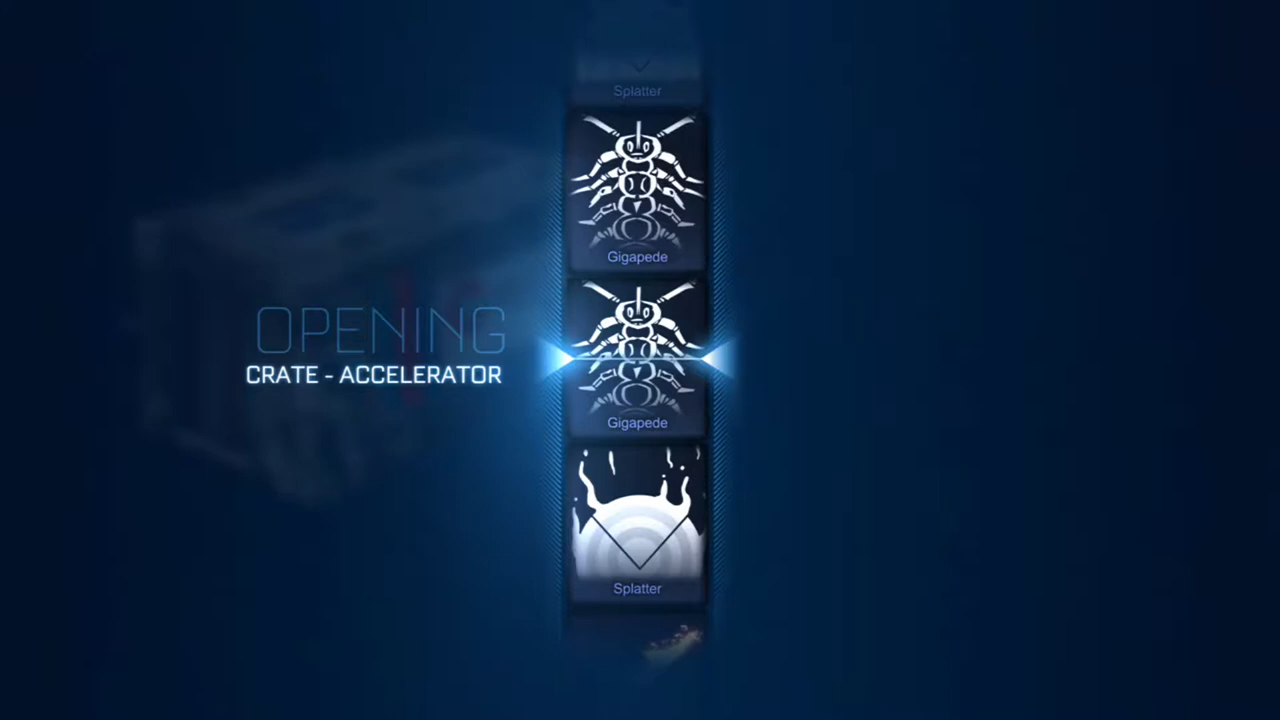 Splatter
Gigapede
OPENING
CRATE - ACCELERATOR
Gigapede
Splatter